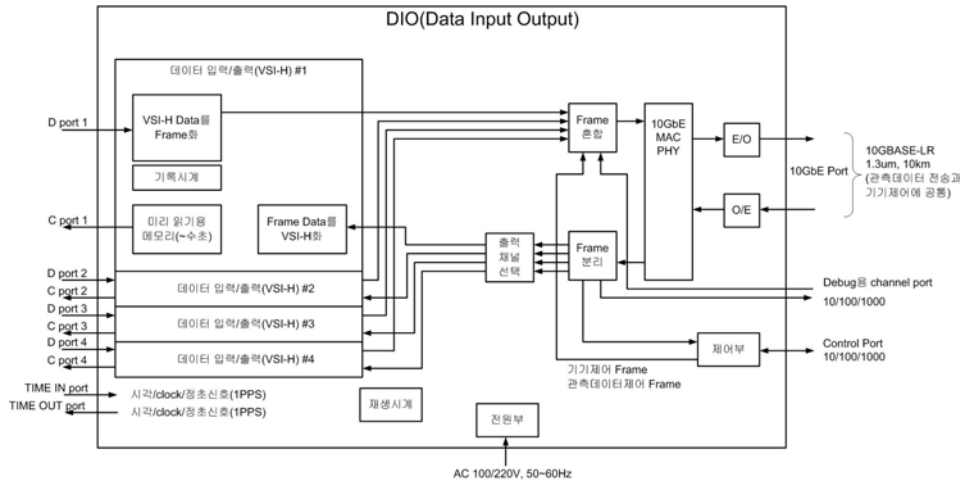 DIO(Data Input Output)
데이터 입력/출력(VSI-H) #1
D port 1
VSI-H Data를
Frame화
기록시계
C port 1
미리 읽기용
메모리(~수초)
Frame Data를
VSI-H화
출력
채널
선택
Frame
혼합
Frame
분리
10GbE
MAC
PHY
E/O
O/E
10GbE Port
10GBASE-LR
1.3um, 10km
(관측데이터 전송과
기기제어에 공통)
D port 2
C port 2
데이터 입력/출력(VSI-H) #2
D port 3
C port 3
데이터 입력/출력(VSI-H) #3
D port 4
C port 4
데이터 입력/출력(VSI-H) #4
Debug용 channel port
10/100/1000
제어부
Control Port
10/100/1000
기기제어 Frame
관측데이터제어 Frame
TIME IN port
시각/clock/정초신호(1PPS)
TIME OUT port
시각/clock/정초신호(1PPS)
재생시계
전원부
AC 100/220V, 50~60Hz